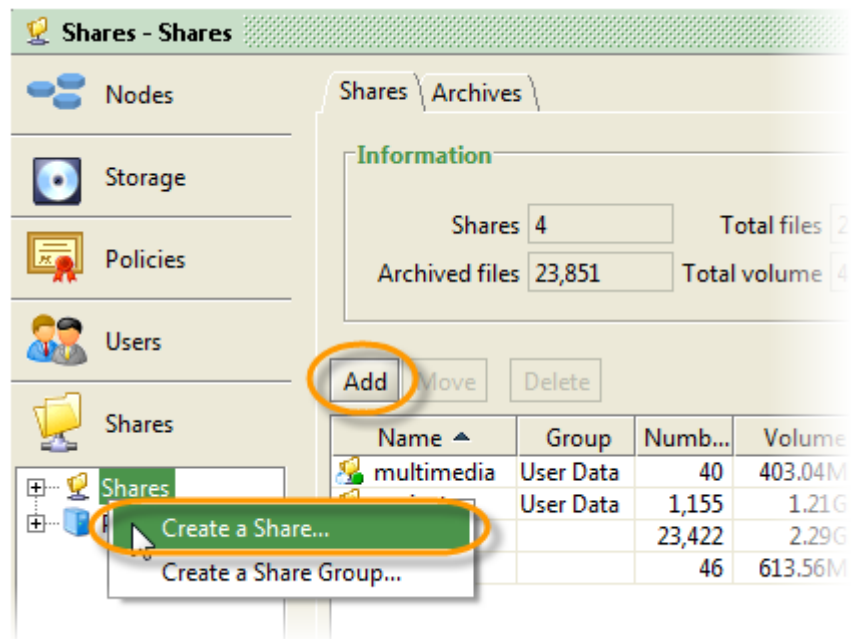 Shares - Shares
Nodes
Storage
Policies
Users
Shares
Shares
Create a Share...
Create a Share Group...
Shares Archives
Information
Shares 4 Total files
Archived files 23,851 Total volume
Add Move Delete
Name Group Numb... Volume
multimedia User Data 40 403.04M
User Data 1,155 1.21G
23,422 2.29G
46 613.56M